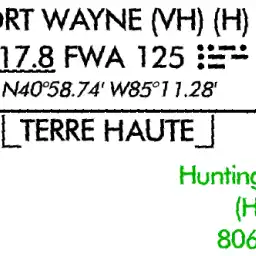 ORT WAYNE (VH) (H)
17.8 FWA 125
N40°58.74' W85°11.28'
TERRE HAUTE
Hunting
(H
806